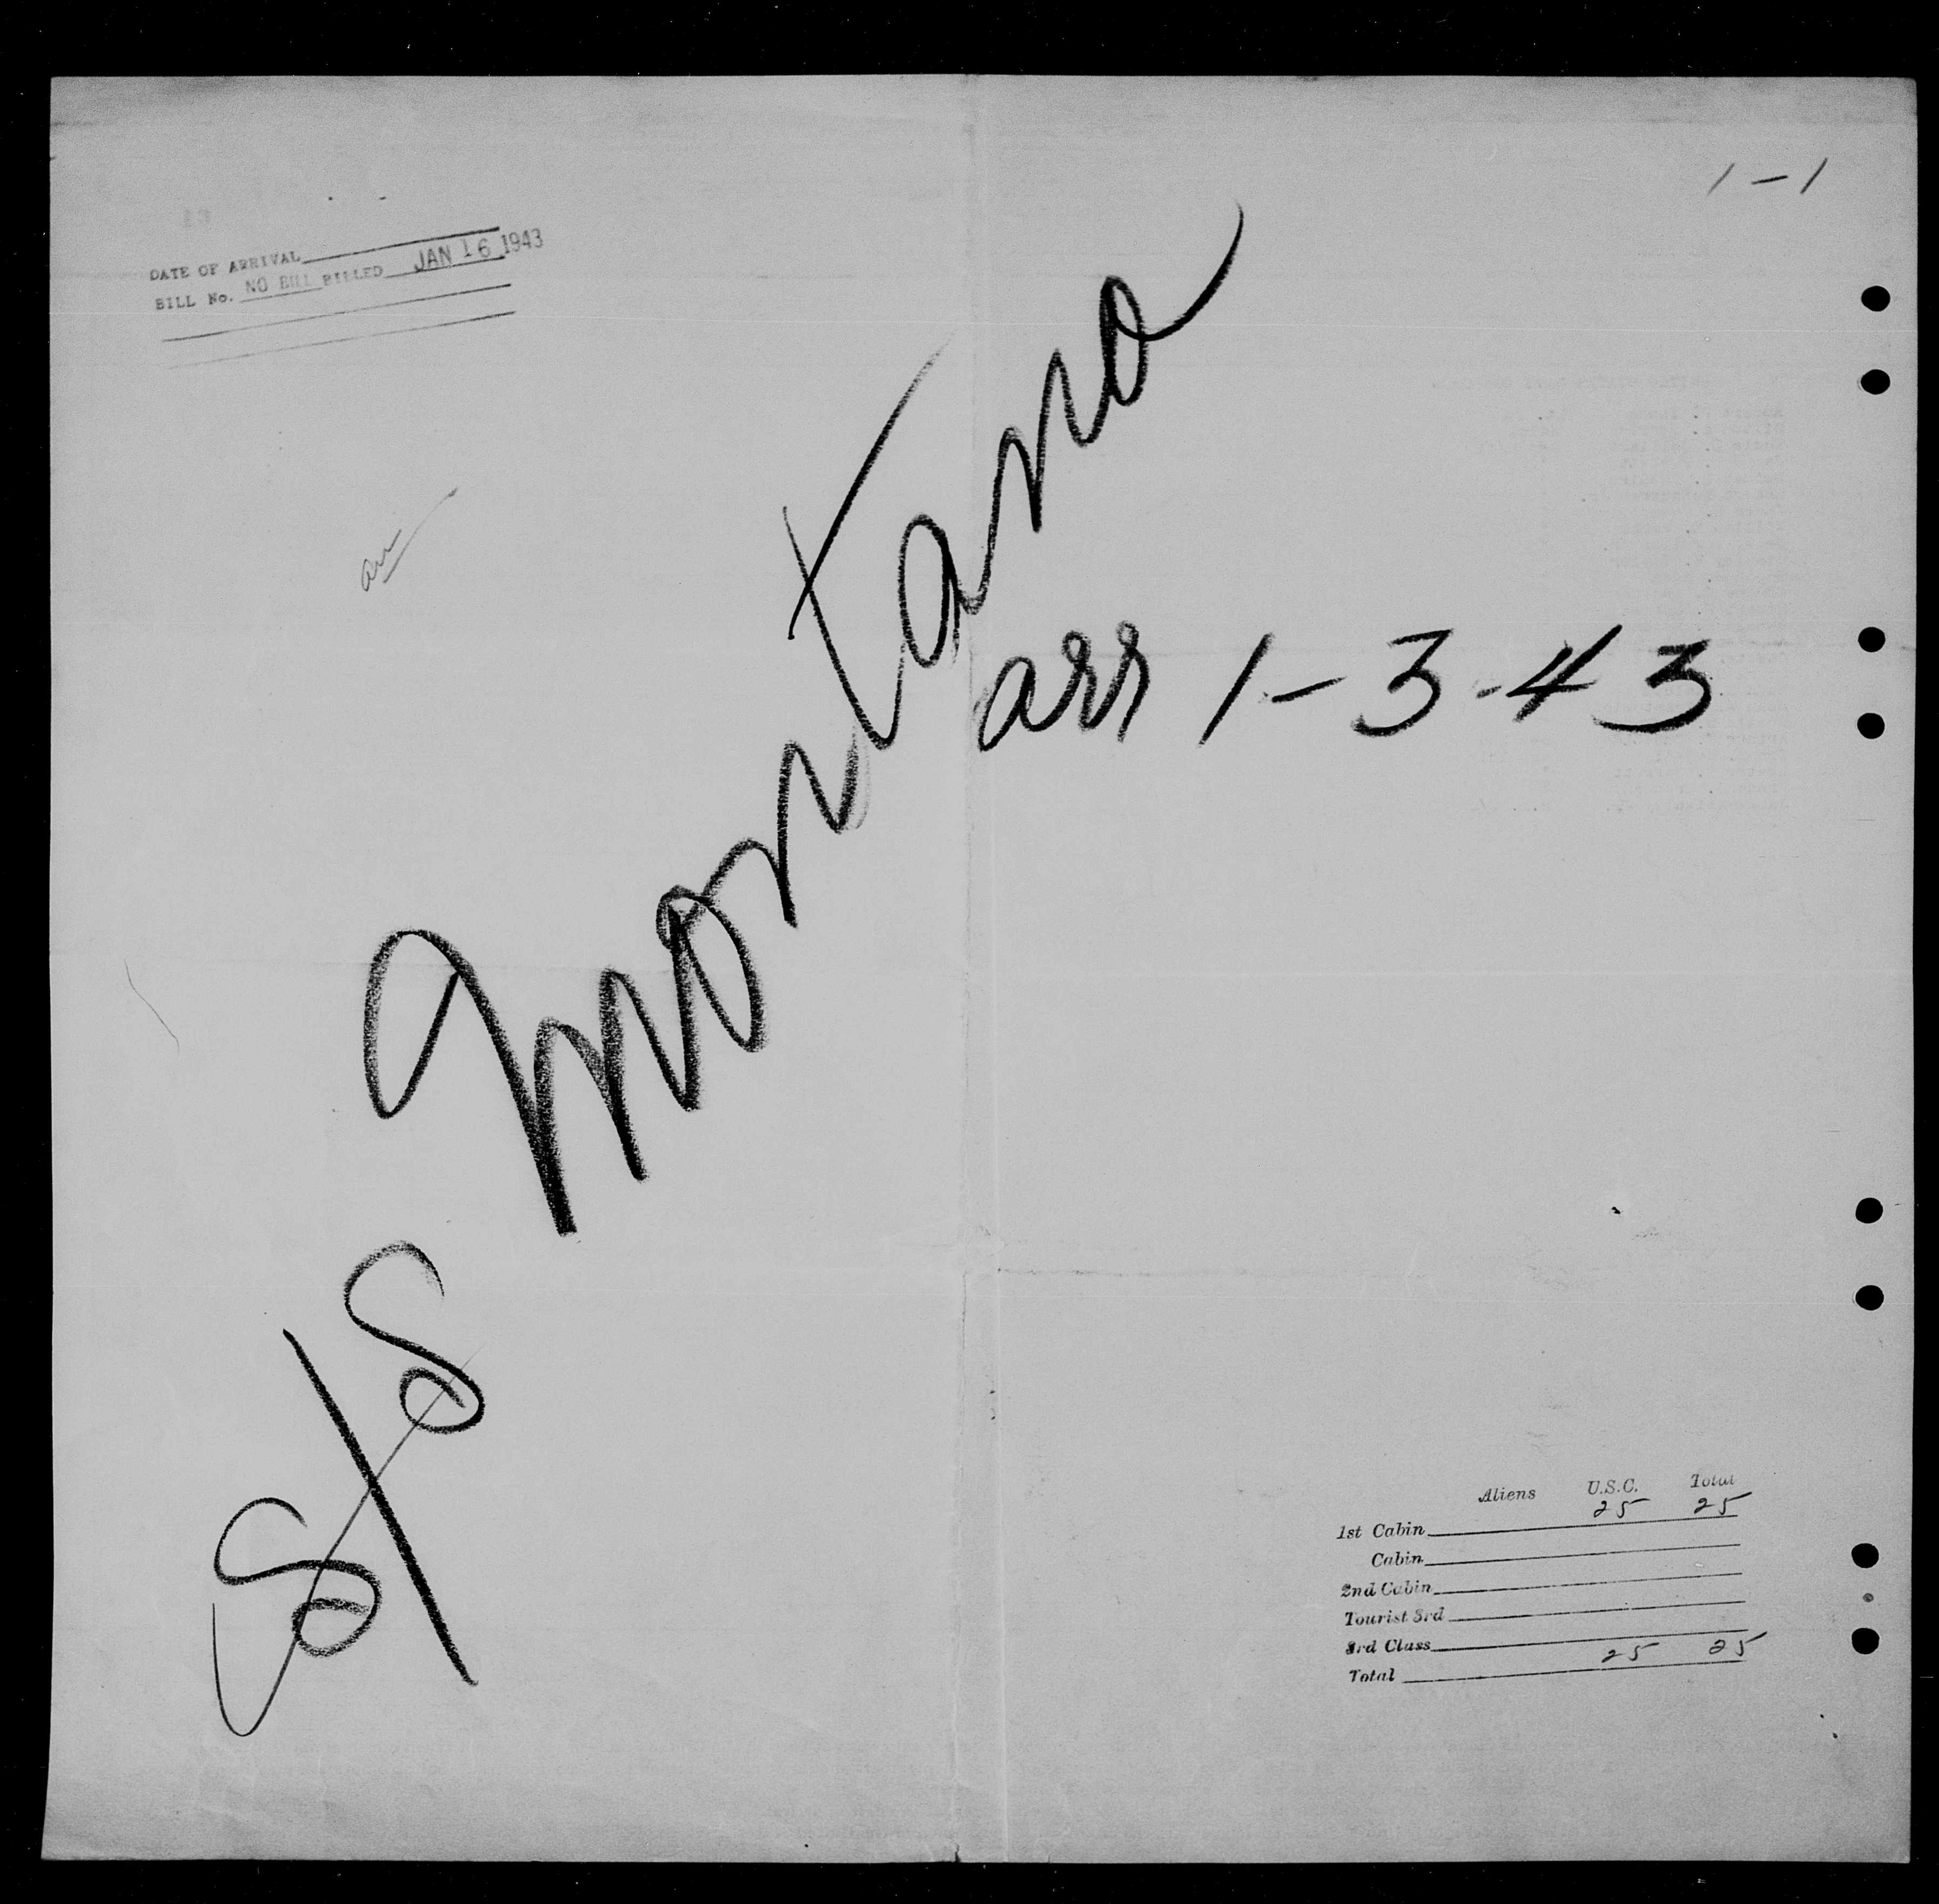 1-1
DATE OF ARRIVAL
BILL No. NO BILL BILLED JAN 16 1943
S/S Montana
arr 1-3-43
Aliens U.S.C. Total
1st Cabin 25 25
Cabin
2nd Cabin
Tourist 3rd
3rd Class
Total 25 25